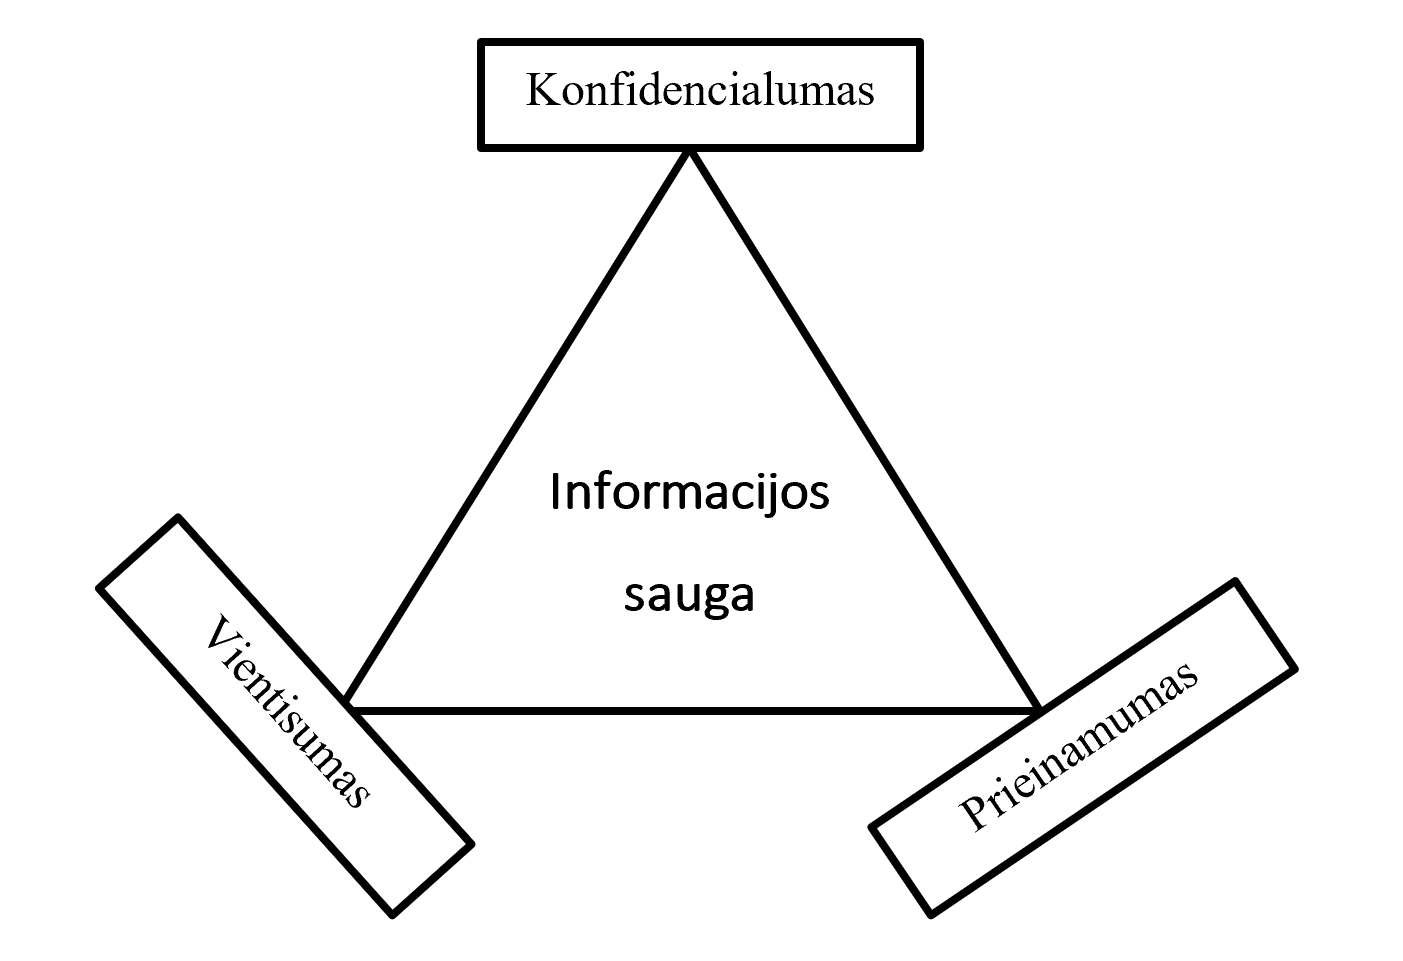 Konfidencialumas
Informacijos
sauga
Vientisumas
Prieinamumas